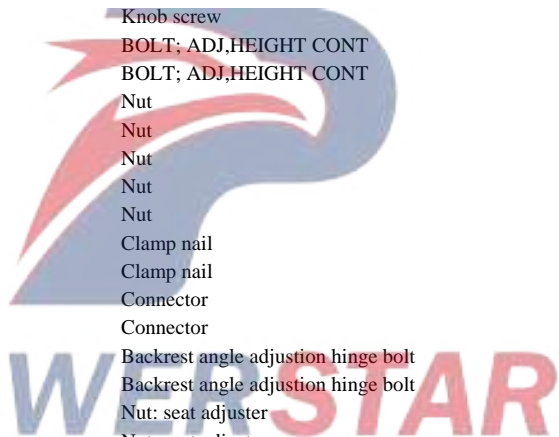 Knob screw
BOLT; ADJ,HEIGHT CONT
BOLT; ADJ,HEIGHT CONT
Nut
Nut
Nut
Nut
Nut
Clamp nail
Clamp nail
Connector
Connector
Backrest angle adjustion hinge bolt
Backrest angle adjustion hinge bolt
Nut: seat adjuster
WERSTAR